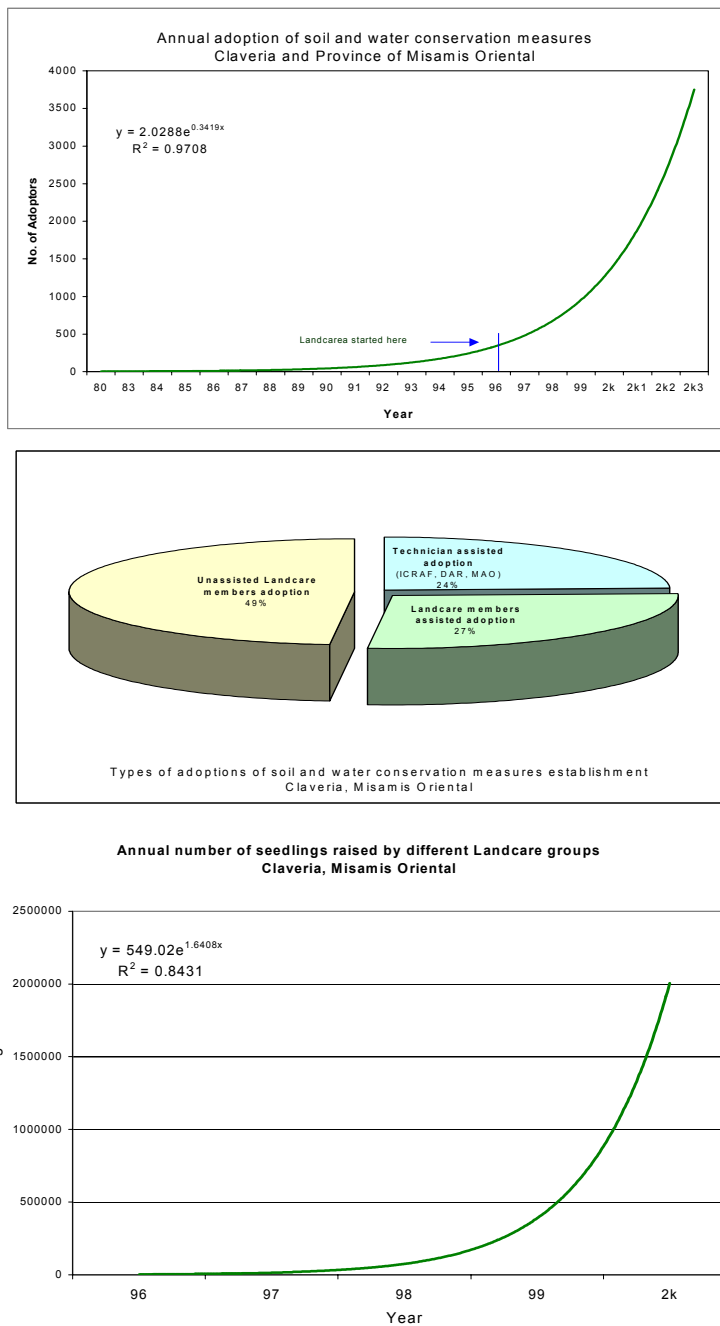 Annual adoption of soil and water conservation measures
Claveria and Province of Misamis Oriental
4000
3500
3000
2500
2000
1500
1000
500
0
No. of Adoptors
y = 2.0288e^0.3419x
R² = 0.9708
Landcarea started here
80 83 84 85 86 87 88 89 90 91 92 93 94 95 96 97 98 99 2k 2k1 2k2 2k3
Year
Unassisted Landcare
members adoption
49%
Technician assisted
adoption
(ICRAF, DAR, MAO)
24%
Landcare members
assisted adoption
27%
Types of adoptions of soil and water conservation measures establishment
Claveria, Misamis Oriental
Annual number of seedlings raised by different Landcare groups
Claveria, Misamis Oriental
2500000
2000000
1500000
1000000
500000
0
y = 549.02e^1.6408x
R² = 0.8431
96 97 98 99 2k
Year